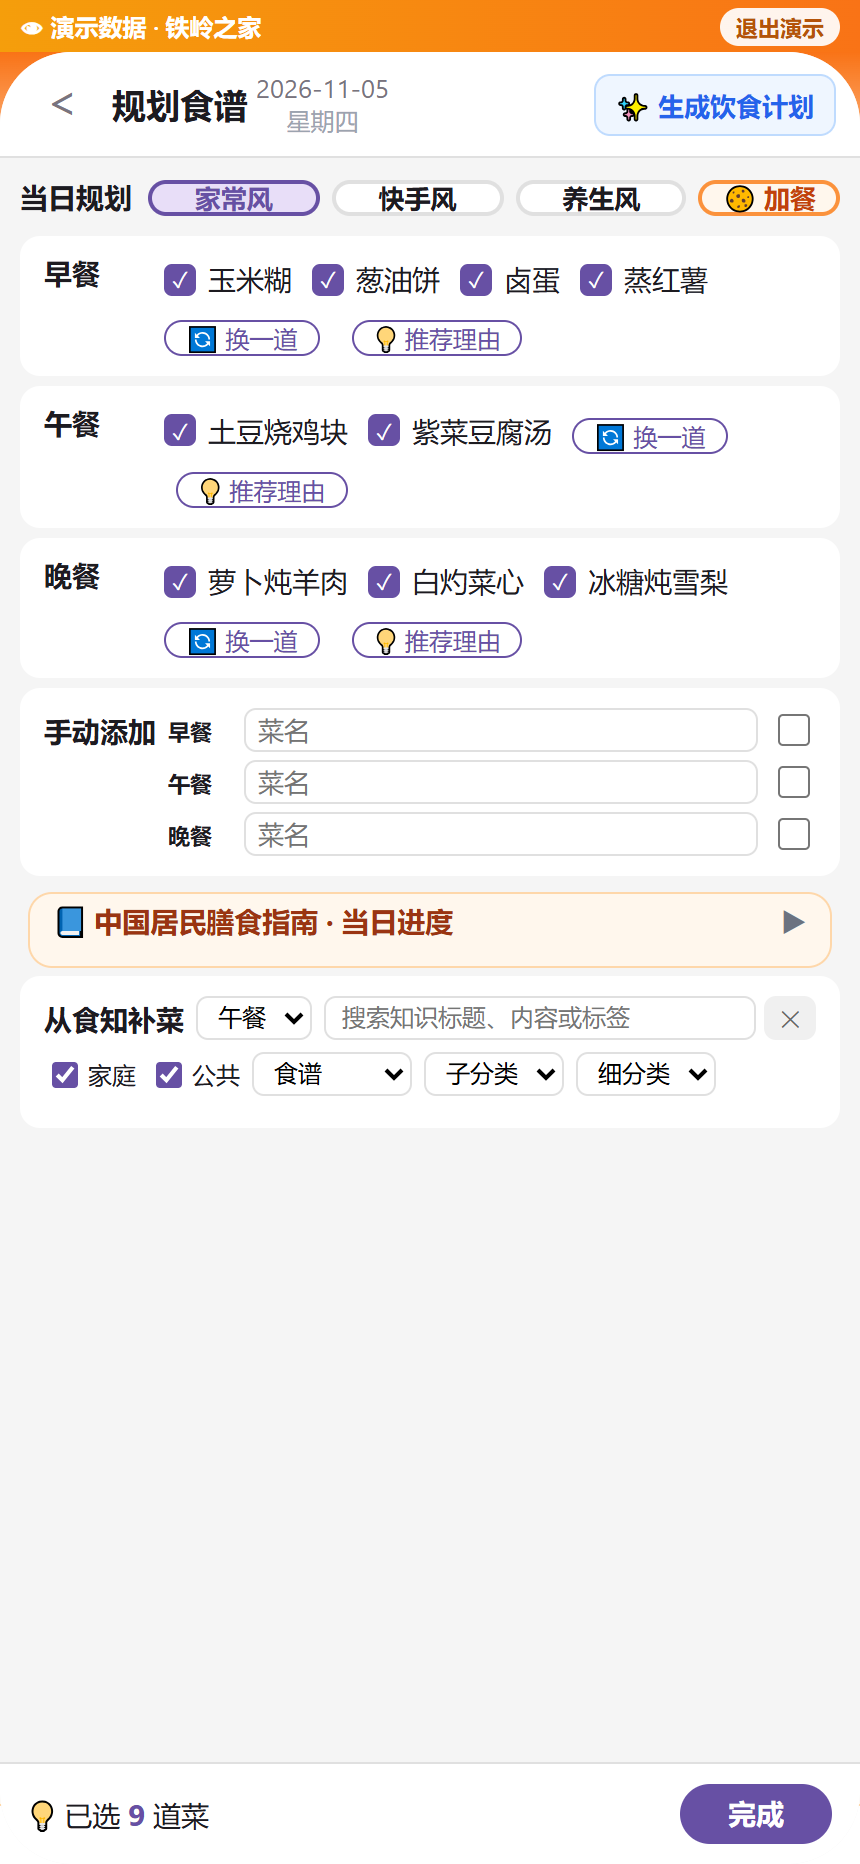 演示数据 · 铁岭之家
退出演示
< 规划食谱
2026-11-05
星期四
✨ 生成饮食计划
当日规划 家常风 快手风 养生风 🍪 加餐
早餐 ✓ 玉米糊 ✓ 葱油饼 ✓ 卤蛋 ✓ 蒸红薯
🔄 换一道 💡 推荐理由
午餐 ✓ 土豆烧鸡块 ✓ 紫菜豆腐汤 🔄 换一道
💡 推荐理由
晚餐 ✓ 萝卜炖羊肉 ✓ 白灼菜心 ✓ 冰糖炖雪梨
🔄 换一道 💡 推荐理由
手动添加 早餐 菜名
午餐 菜名
晚餐 菜名
📘 中国居民膳食指南 · 当日进度 ▶
从食知补菜 午餐 搜索知识标题、内容或标签 ×
家庭 公共 食谱 子分类 细分类
💡 已选 9 道菜
完成